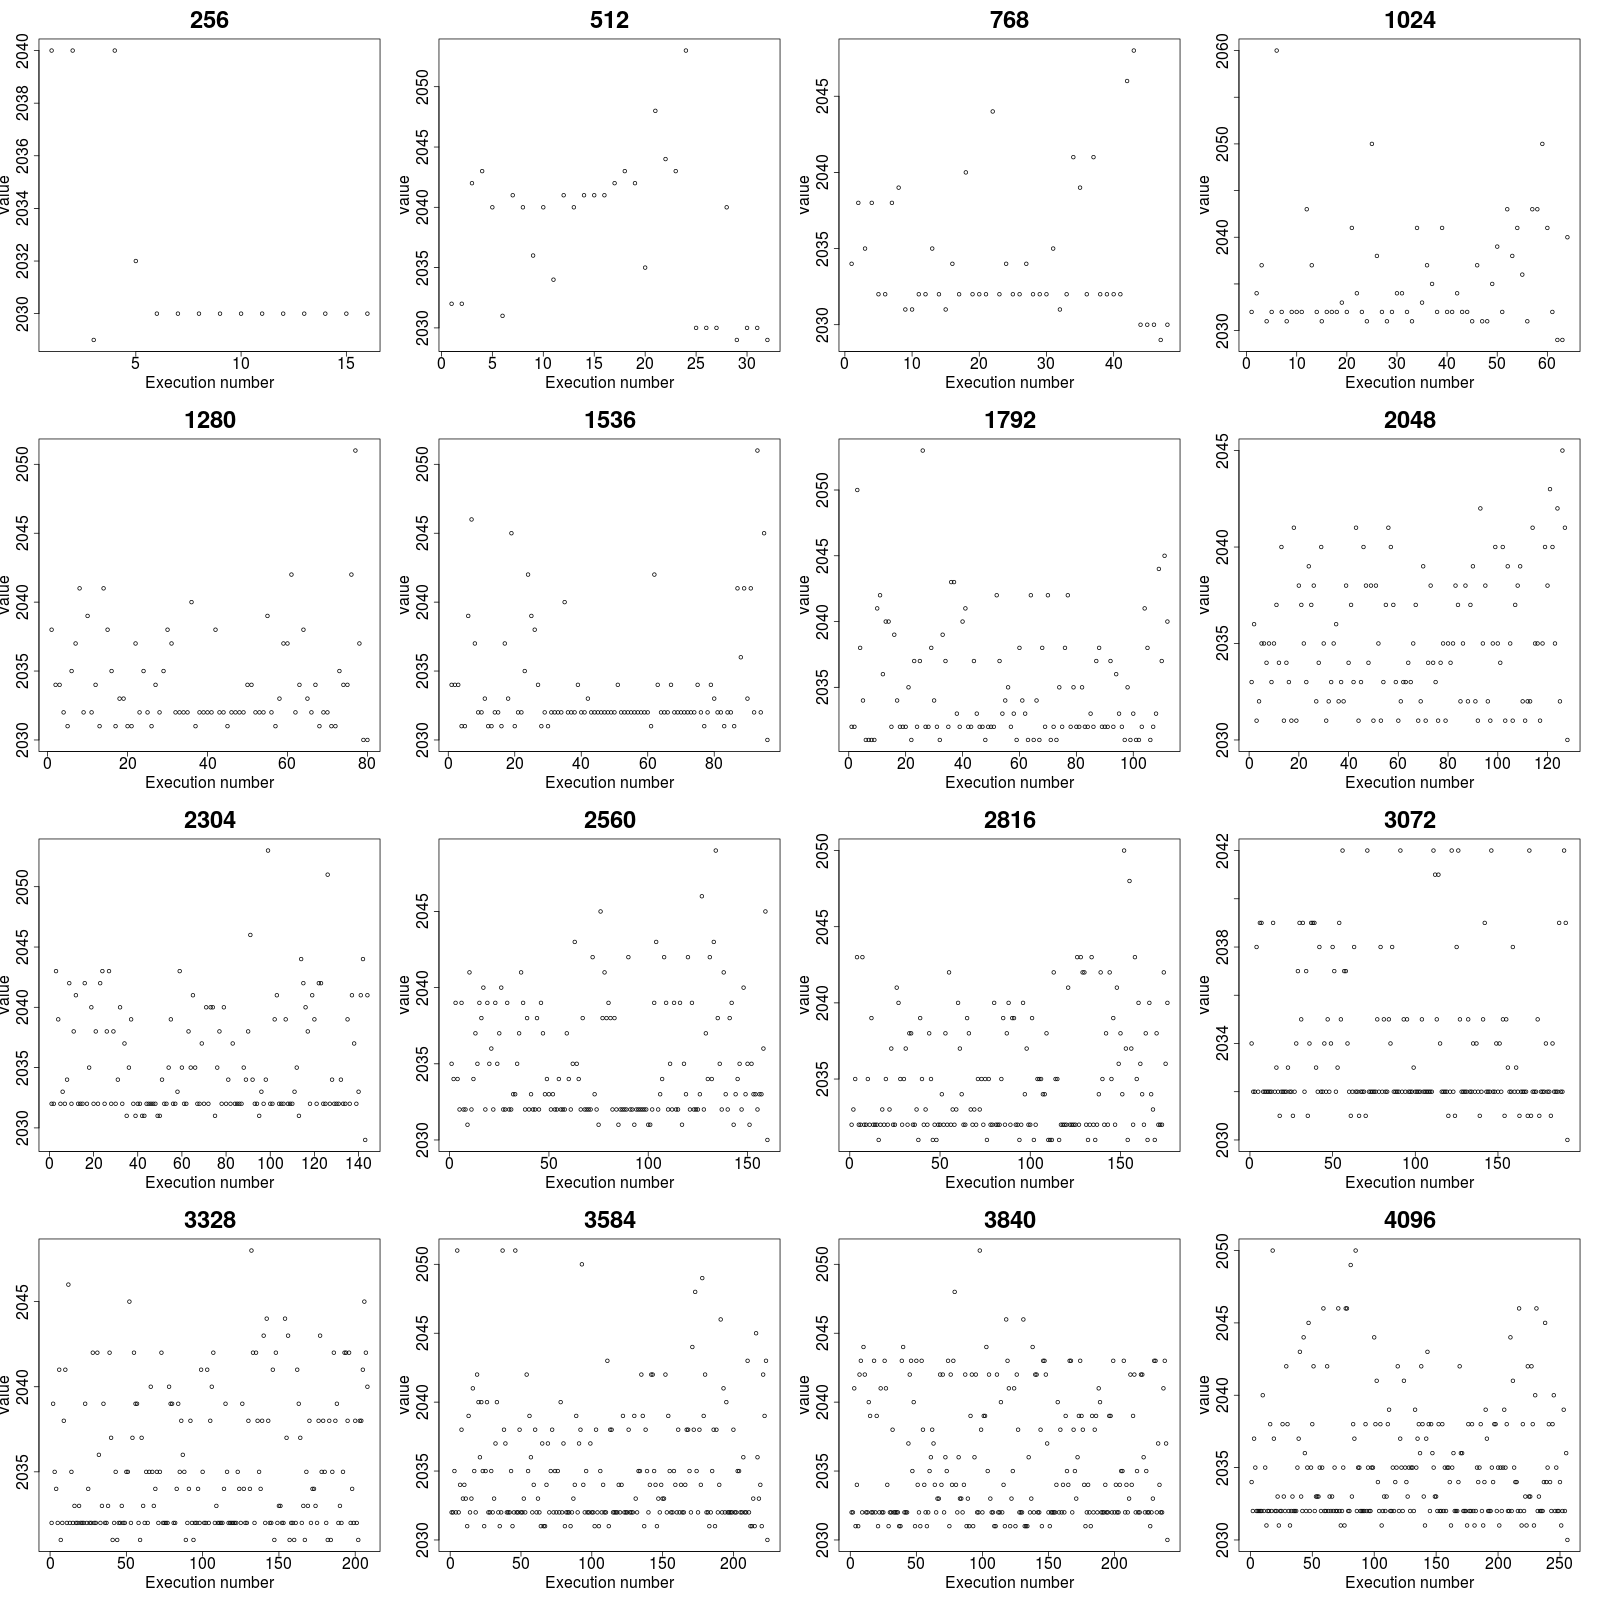 256
value
2030 2032 2034 2036 2038 2040
5 10 15
Execution number
512
value
2030 2035 2040 2045 2050
0 5 10 15 20 25 30
Execution number
768
value
2030 2035 2040 2045
0 10 20 30 40
Execution number
1024
value
2030 2040 2050 2060
0 10 20 30 40 50 60
Execution number
1280
value
2030 2035 2040 2045 2050
0 20 40 60 80
Execution number
1536
value
2030 2035 2040 2045 2050
0 20 40 60 80
Execution number
1792
value
2035 2040 2045 2050
0 20 40 60 80 100
Execution number
2048
value
2030 2035 2040 2045
0 20 40 60 80 100 120
Execution number
2304
value
2030 2035 2040 2045 2050
0 20 40 60 80 100 120 140
Execution number
2560
value
2030 2035 2040 2045
0 50 100 150
Execution number
2816
value
2035 2040 2045 2050
0 50 100 150
Execution number
3072
value
2030 2034 2038 2042
0 50 100 150
Execution number
3328
value
2035 2040 2045
0 50 100 150 200
Execution number
3584
value
2030 2035 2040 2045 2050
0 50 100 150 200
Execution number
3840
value
2030 2035 2040 2045 2050
0 50 100 150 200
Execution number
4096
value
2030 2035 2040 2045 2050
0 50 100 150 200 250
Execution number